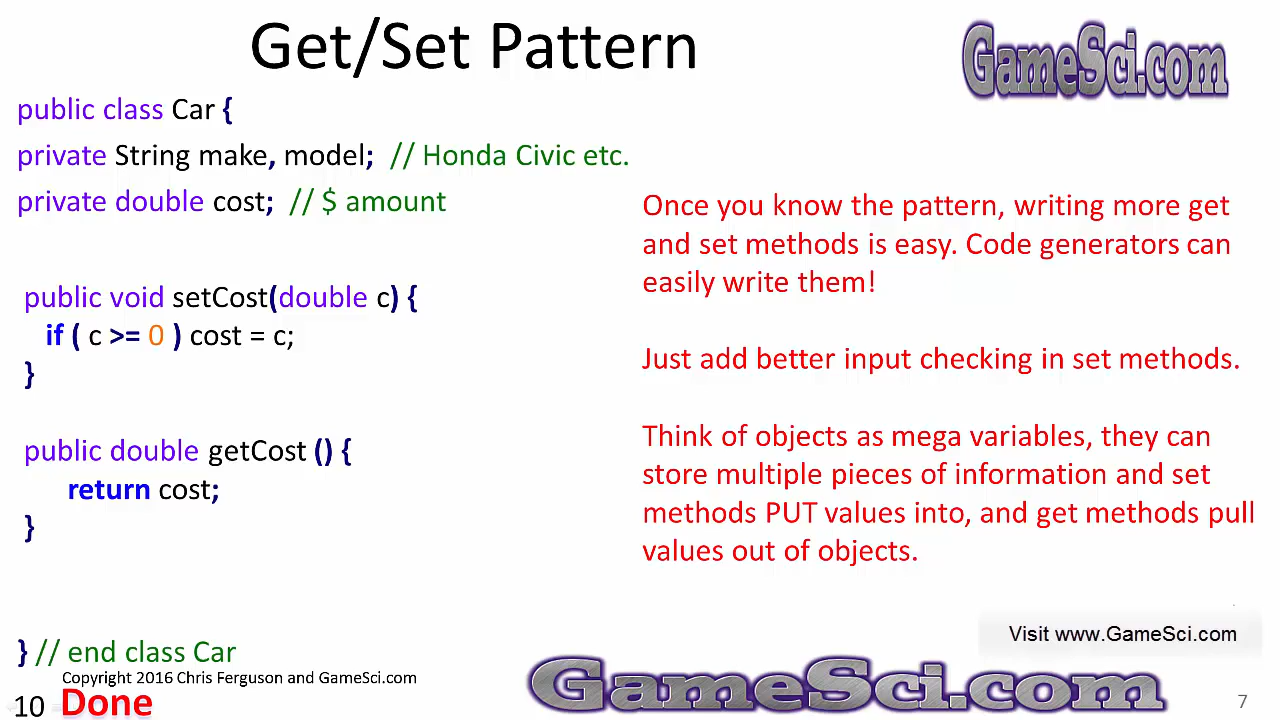 Get/Set Pattern
GameSci.com
public class Car {
private String make, model; // Honda Civic etc.
private double cost; // $ amount
public void setCost(double c) {
if ( c >= 0 ) cost = c;
}
public double getCost () {
return cost;
}
} // end class Car
Once you know the pattern, writing more get
and set methods is easy. Code generators can
easily write them!
Just add better input checking in set methods.
Think of objects as mega variables, they can
store multiple pieces of information and set
methods PUT values into, and get methods pull
values out of objects.
Visit www.GameSci.com
Copyright 2016 Chris Ferguson and GameSci.com
10 Done
GameSci.com
7